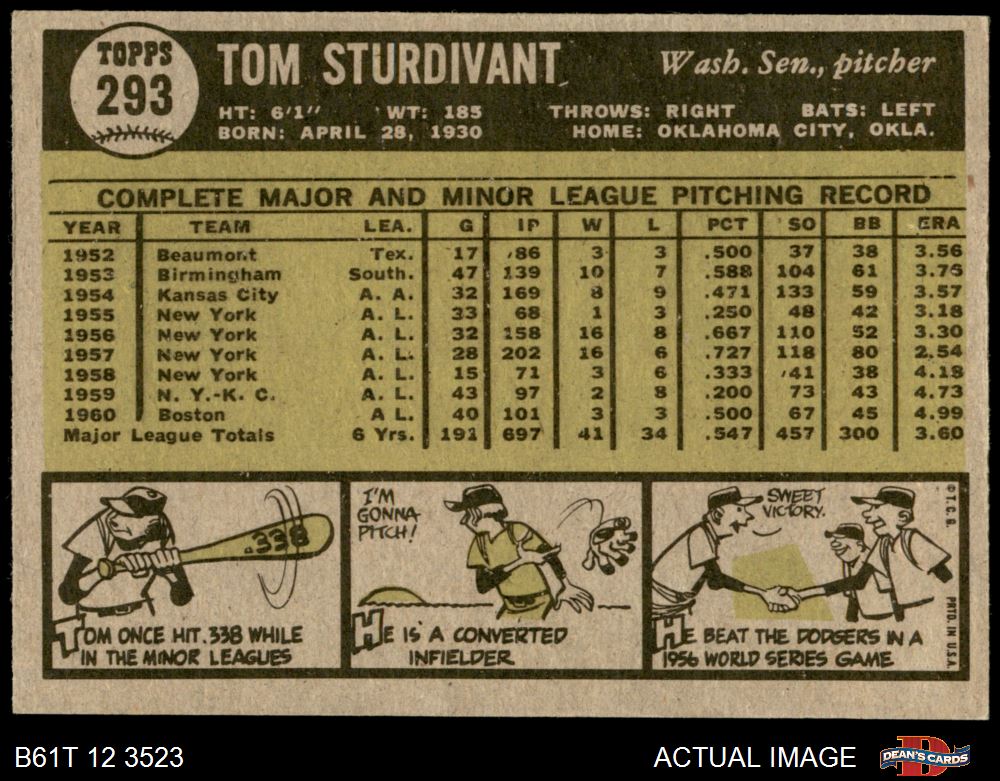 TOPPS
293
TOM STURDIVANT
Wash. Sen., pitcher
HT: 6'1" WT: 185 THROWS: RIGHT BATS: LEFT
BORN: APRIL 28, 1930 HOME: OKLAHOMA CITY, OKLA.
COMPLETE MAJOR AND MINOR LEAGUE PITCHING RECORD
YEAR TEAM LEA. G IP W L PCT SO BB ERA
1952 Beaumont Tex. 17 86 3 3 .500 37 38 3.56
1953 Birmingham South. 47 139 10 7 .588 104 61 3.75
1954 Kansas City A. A. 32 169 8 9 .471 133 59 3.57
1955 New York A. L. 33 68 1 3 .250 48 42 3.18
1956 New York A. L. 32 158 16 8 .667 110 52 3.30
1957 New York A. L. 28 202 16 6 .727 118 80 2.54
1958 New York A. L. 15 71 3 6 .333 41 38 4.18
1959 N. Y.-K. C. A. L. 43 97 2 8 .200 73 43 4.73
1960 Boston A L. 40 101 3 3 .500 67 45 4.99
Major League Totals 6 Yrs. 191 697 41 34 .547 457 300 3.60
.338
TOM ONCE HIT .338 WHILE
IN THE MINOR LEAGUES
I'M
GONNA
PITCH!
HE IS A CONVERTED
INFIELDER
SWEET
VICTORY.
HE BEAT THE DODGERS IN A
1956 WORLD SERIES GAME
© T. C. G.
PRTD. IN U.S.A.
B61T 12 3523
ACTUAL IMAGE
DEAN'S CARDS